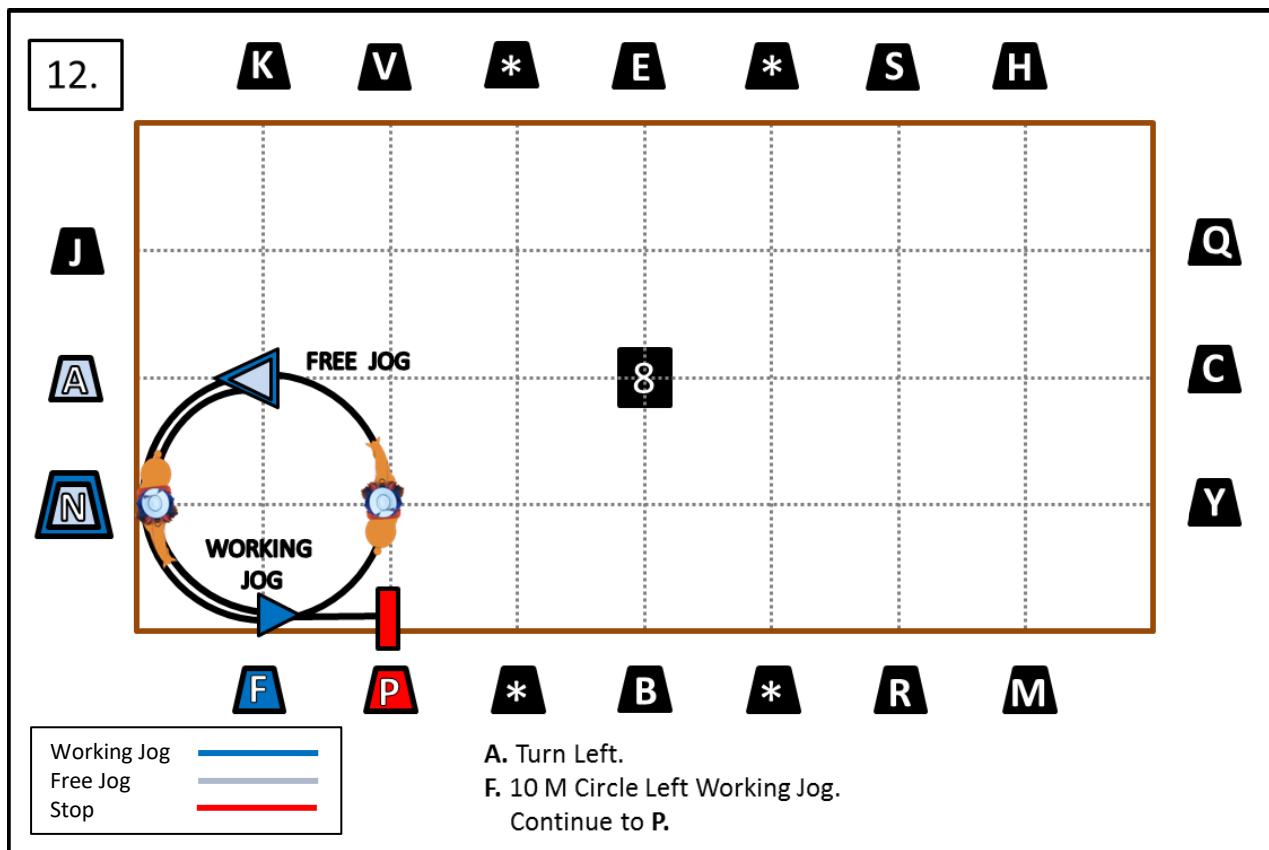 12.
K V * E * S H
J Q
FREE JOG
A 8 C
N Y
WORKING
JOG
F P * B * R M
Working Jog
Free Jog
Stop
A. Turn Left.
F. 10 M Circle Left Working Jog.
Continue to P.